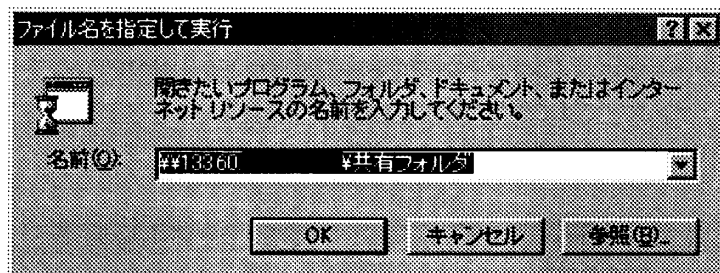 ファイル名を指定して実行
開きたいプログラム、フォルダ、ドキュメント、またはインター
ネット リソースの名前を入力してください。
名前(O):
¥¥133.60 ¥共有フォルダ
OK キャンセル 参照(B)...